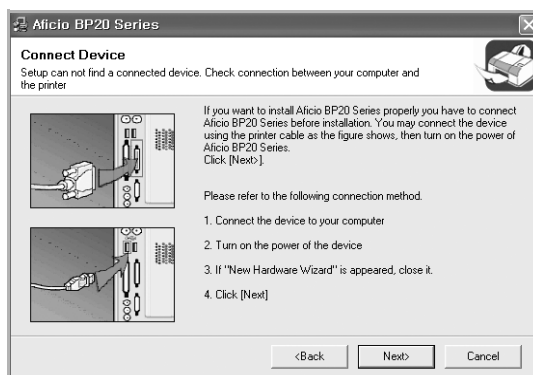 Aficio BP20 Series
Connect Device
Setup can not find a connected device. Check connection between your computer and
the printer
If you want to install Aficio BP20 Series properly you have to connect
Aficio BP20 Series before installation. You may connect the device
using the printer cable as the figure shows, then turn on the power of
Aficio BP20 Series.
Click [Next>].
Please refer to the following connection method.
1. Connect the device to your computer
2. Turn on the power of the device
3. If "New Hardware Wizard" is appeared, close it.
4. Click [Next]
<Back
Next>
Cancel